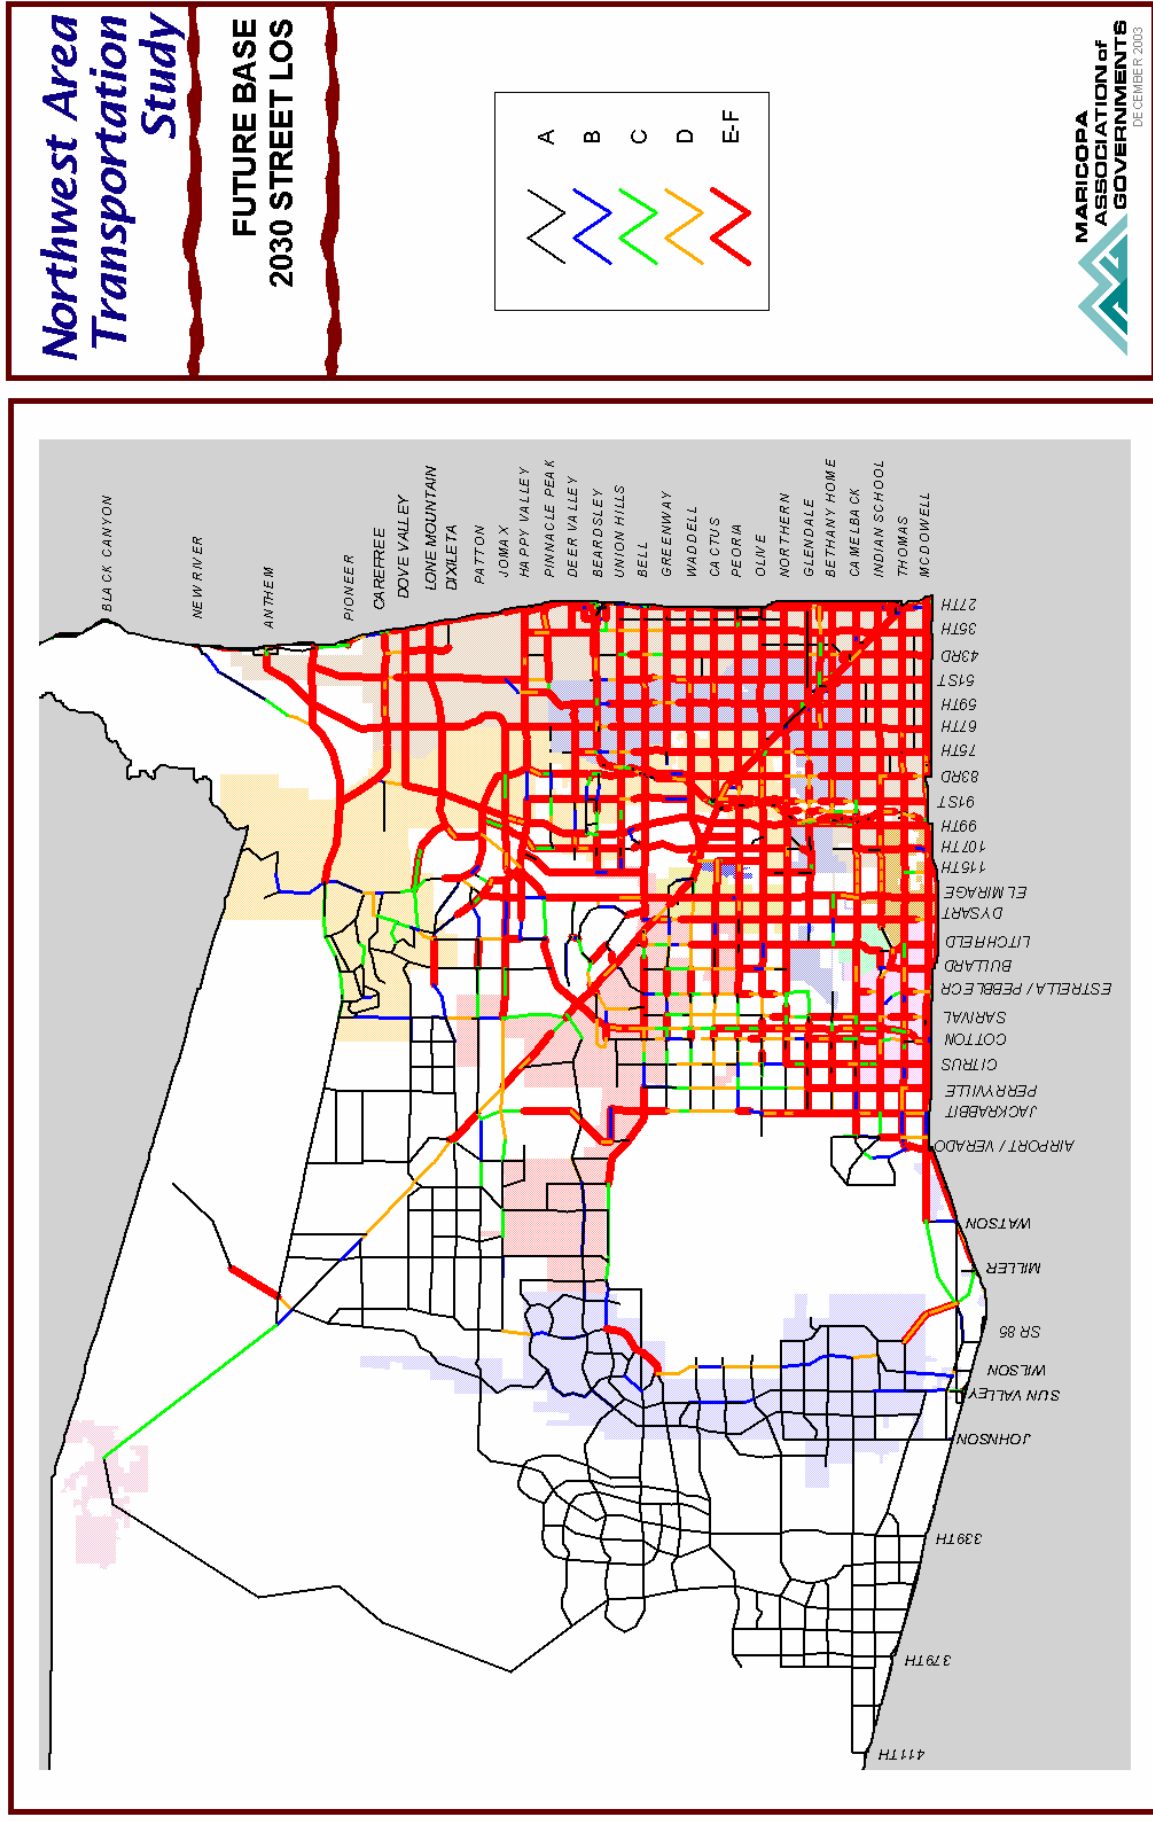 Northwest Area
Transportation
Study
FUTURE BASE
2030 STREET LOS
A
B
C
D
E-F
MARICOPA
ASSOCIATION of
GOVERNMENTS
DECEMBER 2003
BLACK CANYON
NEW RIVER
ANTHEM
PIONEER
CAREFREE
DOVE VALLEY
LONE MOUNTAIN
DIXILETA
PATTON
JOMAX
HAPPY VALLEY
PINNACLE PEAK
DEER VALLEY
BEARDSLEY
UNION HILLS
BELL
GREENWAY
WADDELL
CACTUS
PEORIA
OLIVE
NORTHERN
GLENDALE
BETHANY HOME
CAMELBACK
INDIAN SCHOOL
THOMAS
MCDOWELL
27TH
35TH
43RD
51ST
59TH
67TH
75TH
83RD
91ST
99TH
107TH
115TH
EL MIRAGE
DYSART
LITCHFIELD
BULLARD
ESTRELLA / PEBBLE CR
SARIVAL
COTTON
CITRUS
PERRYVILLE
JACKRABBIT
AIRPORT / VERADO
WATSON
MILLER
SR 85
WILSON
SUN VALLEY
JOHNSON
339TH
379TH
411TH